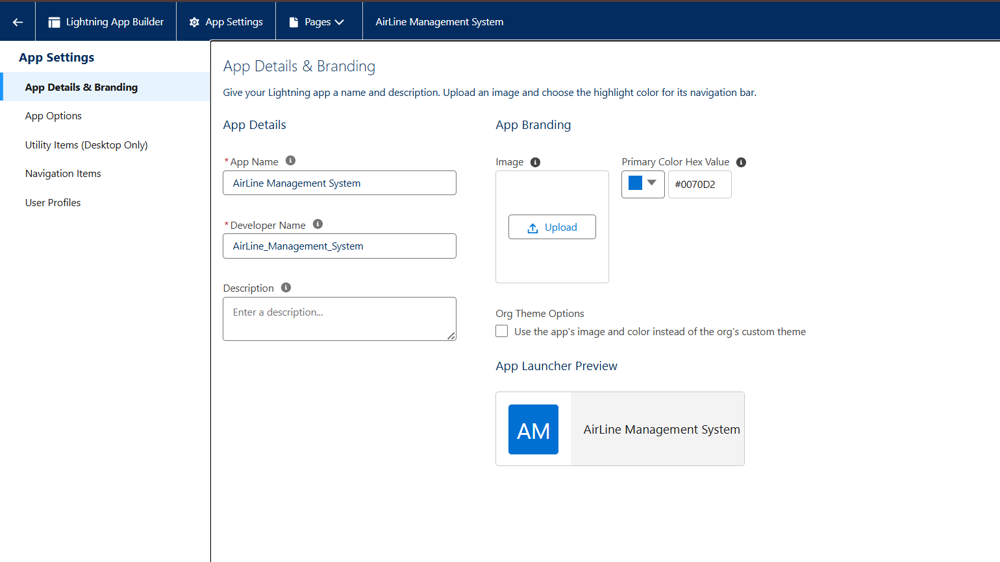 Lightning App Builder
App Settings
Pages
AirLine Management System
App Settings
App Details & Branding
App Options
Utility Items (Desktop Only)
Navigation Items
User Profiles
App Details & Branding
Give your Lightning app a name and description. Upload an image and choose the highlight color for its navigation bar.
App Details
*App Name
AirLine Management System
*Developer Name
AirLine_Management_System
Description
Enter a description...
App Branding
Image
Upload
Primary Color Hex Value
#0070D2
Org Theme Options
Use the app's image and color instead of the org's custom theme
App Launcher Preview
AM
AirLine Management System